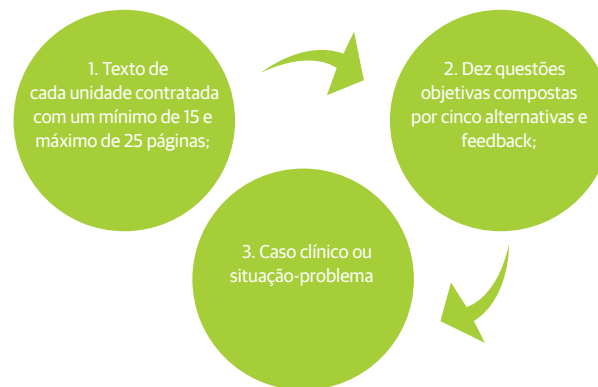 1. Texto de
cada unidade contratada
com um mínimo de 15 e
máximo de 25 páginas;
2. Dez questões
objetivas compostas
por cinco alternativas e
feedback;
3. Caso clínico ou
situação-problema